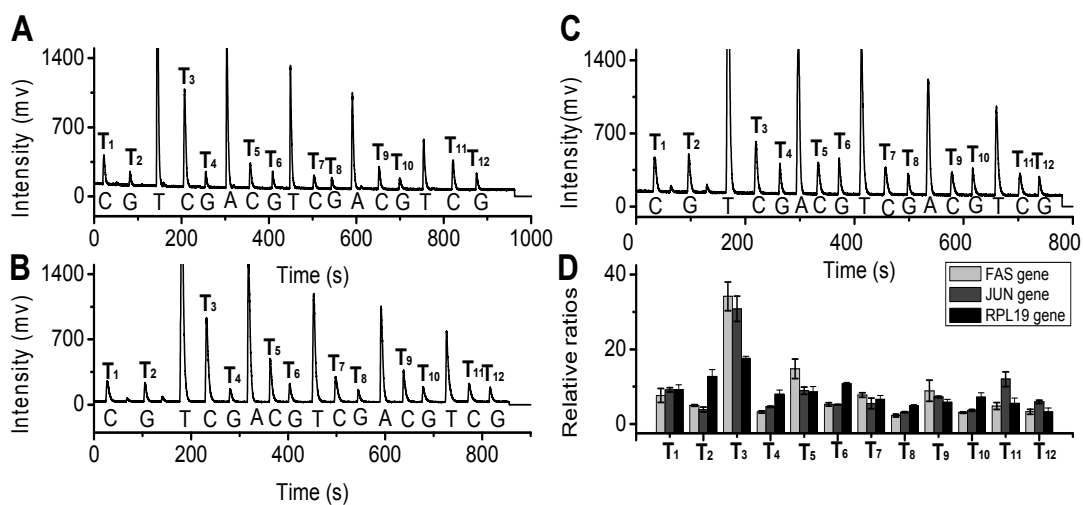 A
Intensity (mv)
1400
700
0
T1 T2 T3 T4 T5 T6 T7 T8 T9 T10 T11 T12
C G T C G A C G T C G A C G T C G
0 200 400 600 800 1000
Time (s)
B
Intensity (mv)
1400
700
0
T1 T2 T3 T4 T5 T6 T7 T8 T9 T10 T11 T12
C G T C G A C G T C G A C G T C G
0 200 400 600 800
Time (s)
C
Intensity(mv)
1400
700
0
T1 T2 T3 T4 T5 T6 T7 T8 T9 T10 T11 T12
C G T C G A C G T C G A C G T C G
0 200 400 600 800
Time (s)
D
Relative ratios
40
20
0
FAS gene
JUN gene
RPL19 gene
T1 T2 T3 T4 T5 T6 T7 T8 T9 T10 T11 T12